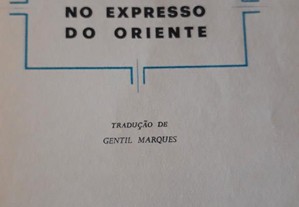 NO EXPRESSO
DO ORIENTE
TRADUÇÃO DE
GENTIL MARQUES